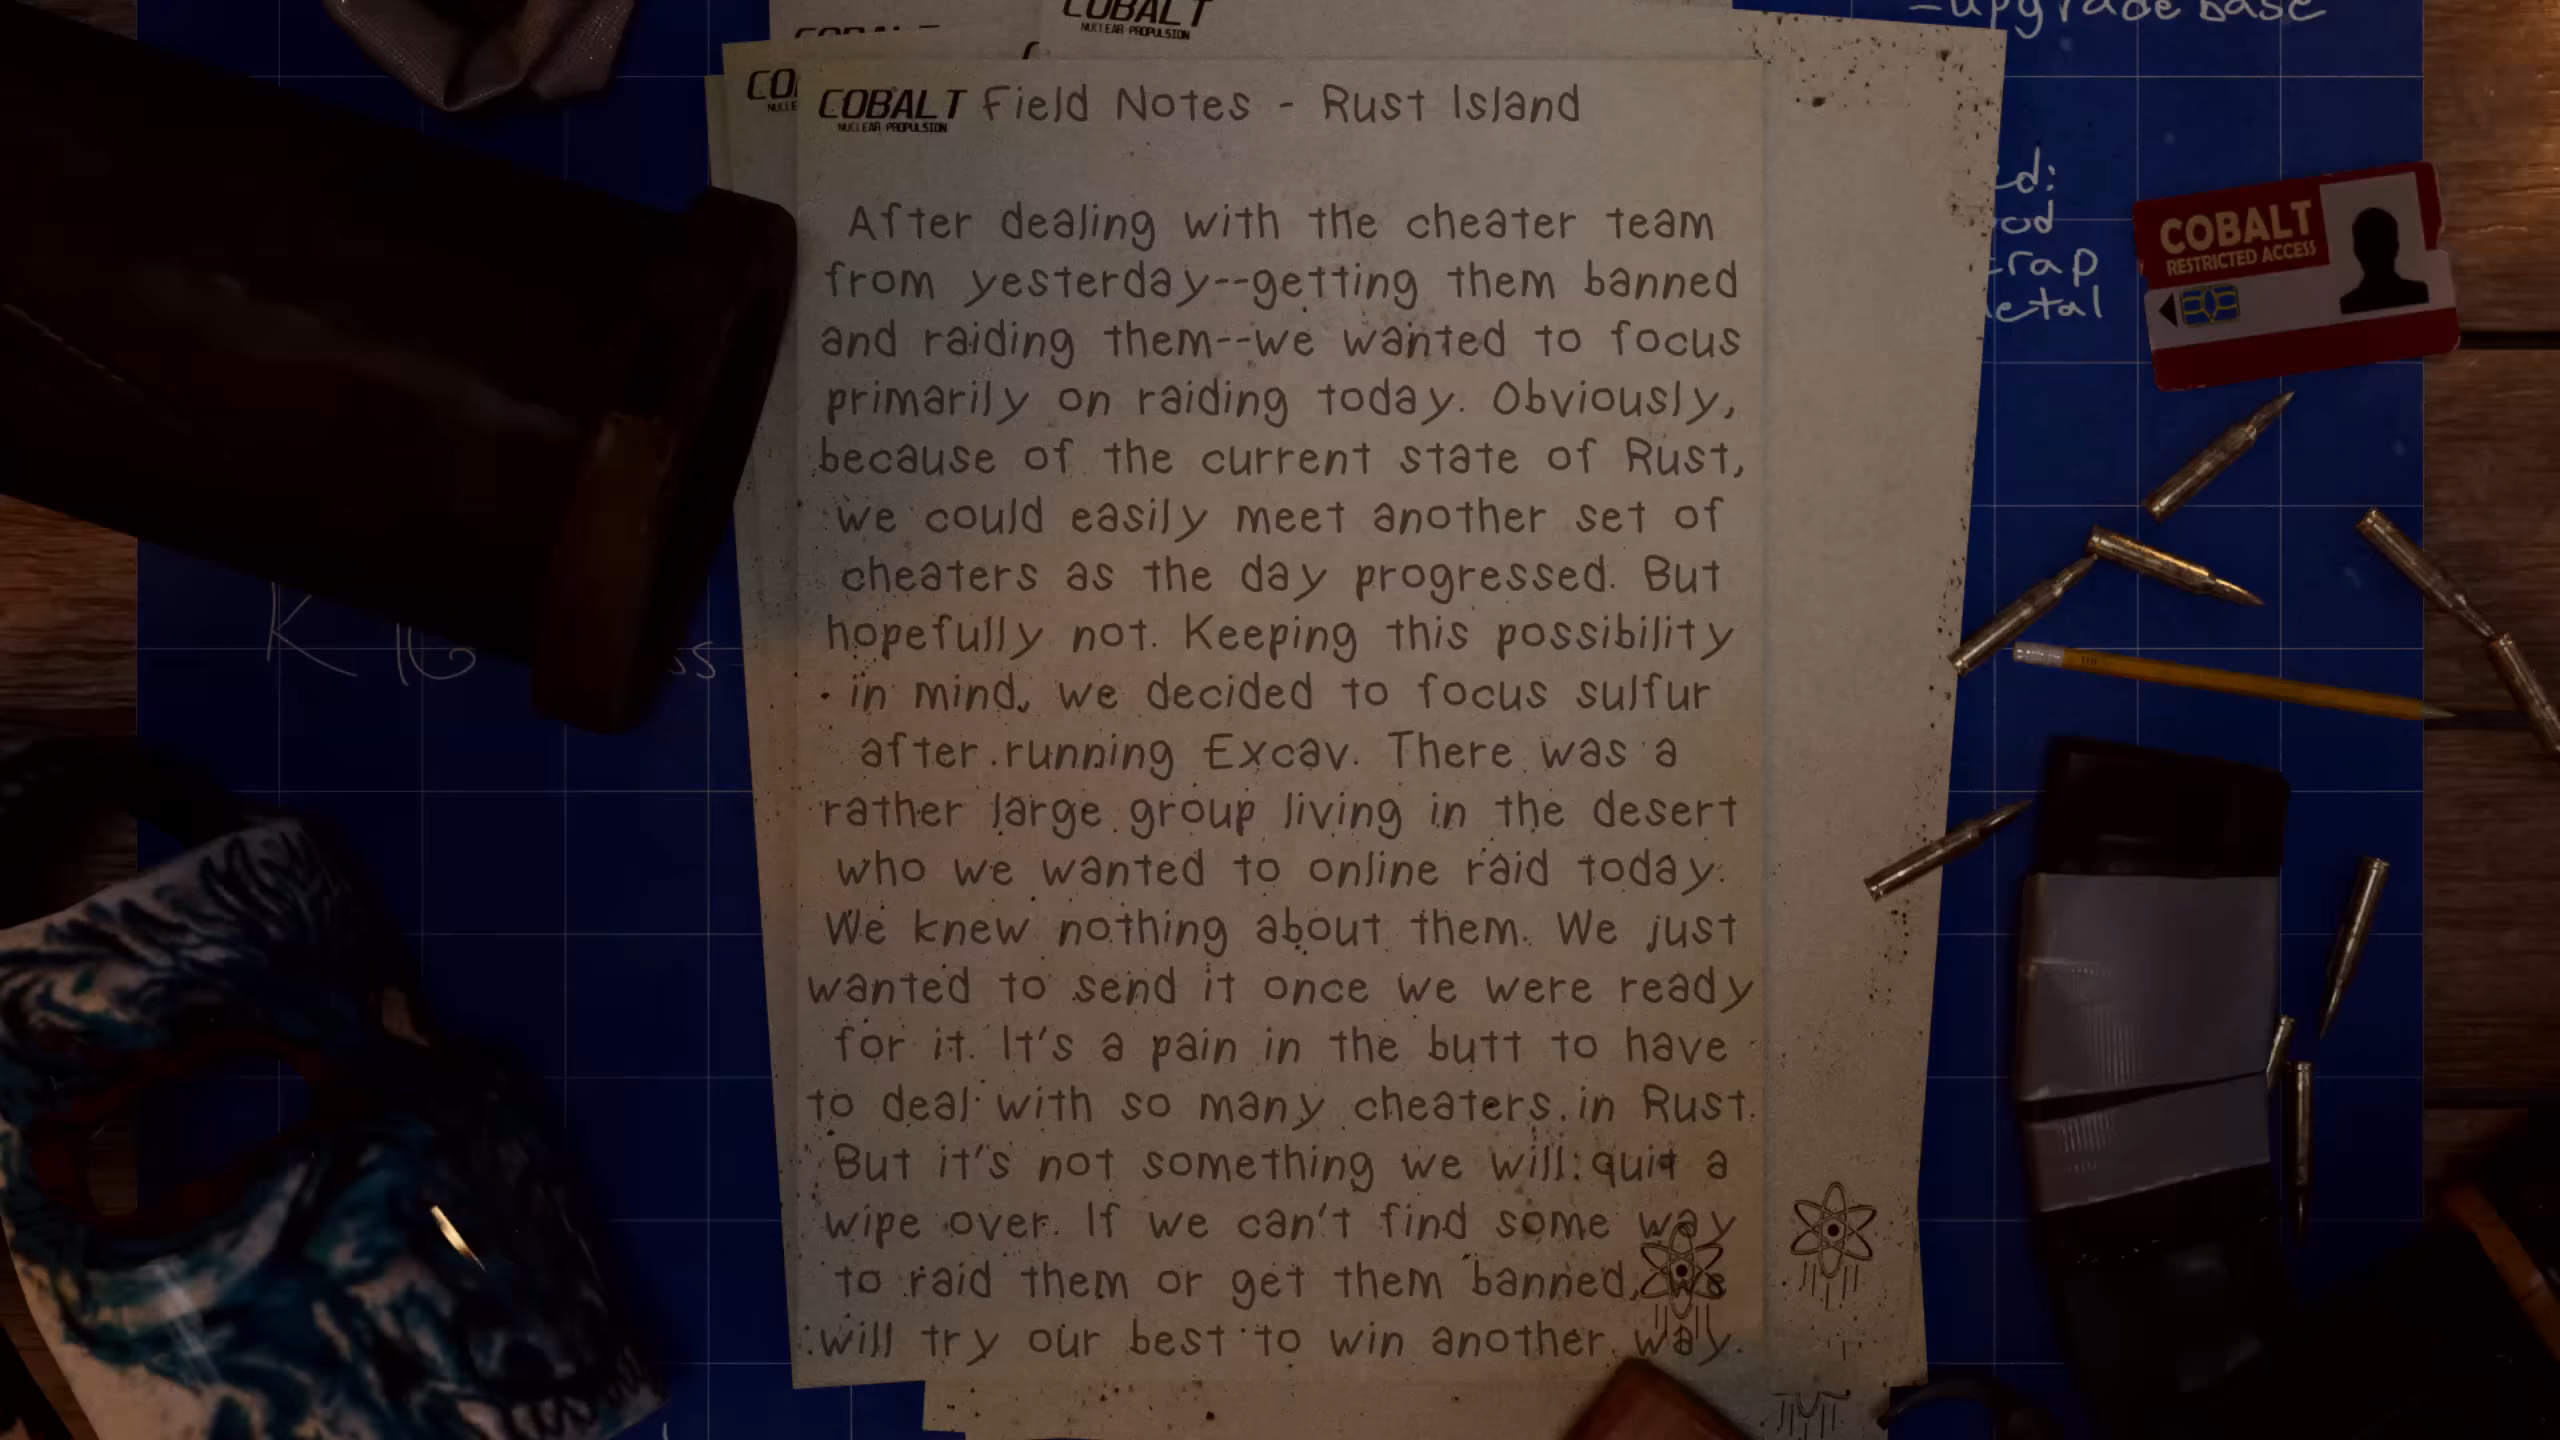 COBALT
NUCLEAR PROPULSION
-upgrade base
CO
NUCLE
COBALT
NUCLEAR PROPULSION
Field Notes - Rust Island
After dealing with the cheater team
from yesterday--getting them banned
and raiding them--we wanted to focus
primarily on raiding today. Obviously,
because of the current state of Rust,
we could easily meet another set of
cheaters as the day progressed. But
hopefully not. Keeping this possibility
in mind, we decided to focus sulfur
after running Excav. There was a
rather large group living in the desert
who we wanted to online raid today.
We knew nothing about them. We just
wanted to send it once we were ready
for it. It's a pain in the butt to have
to deal with so many cheaters in Rust.
But it's not something we will quit a
wipe over. If we can't find some way
to raid them or get them banned, we
will try our best to win another way.
COBALT
RESTRICTED ACCESS